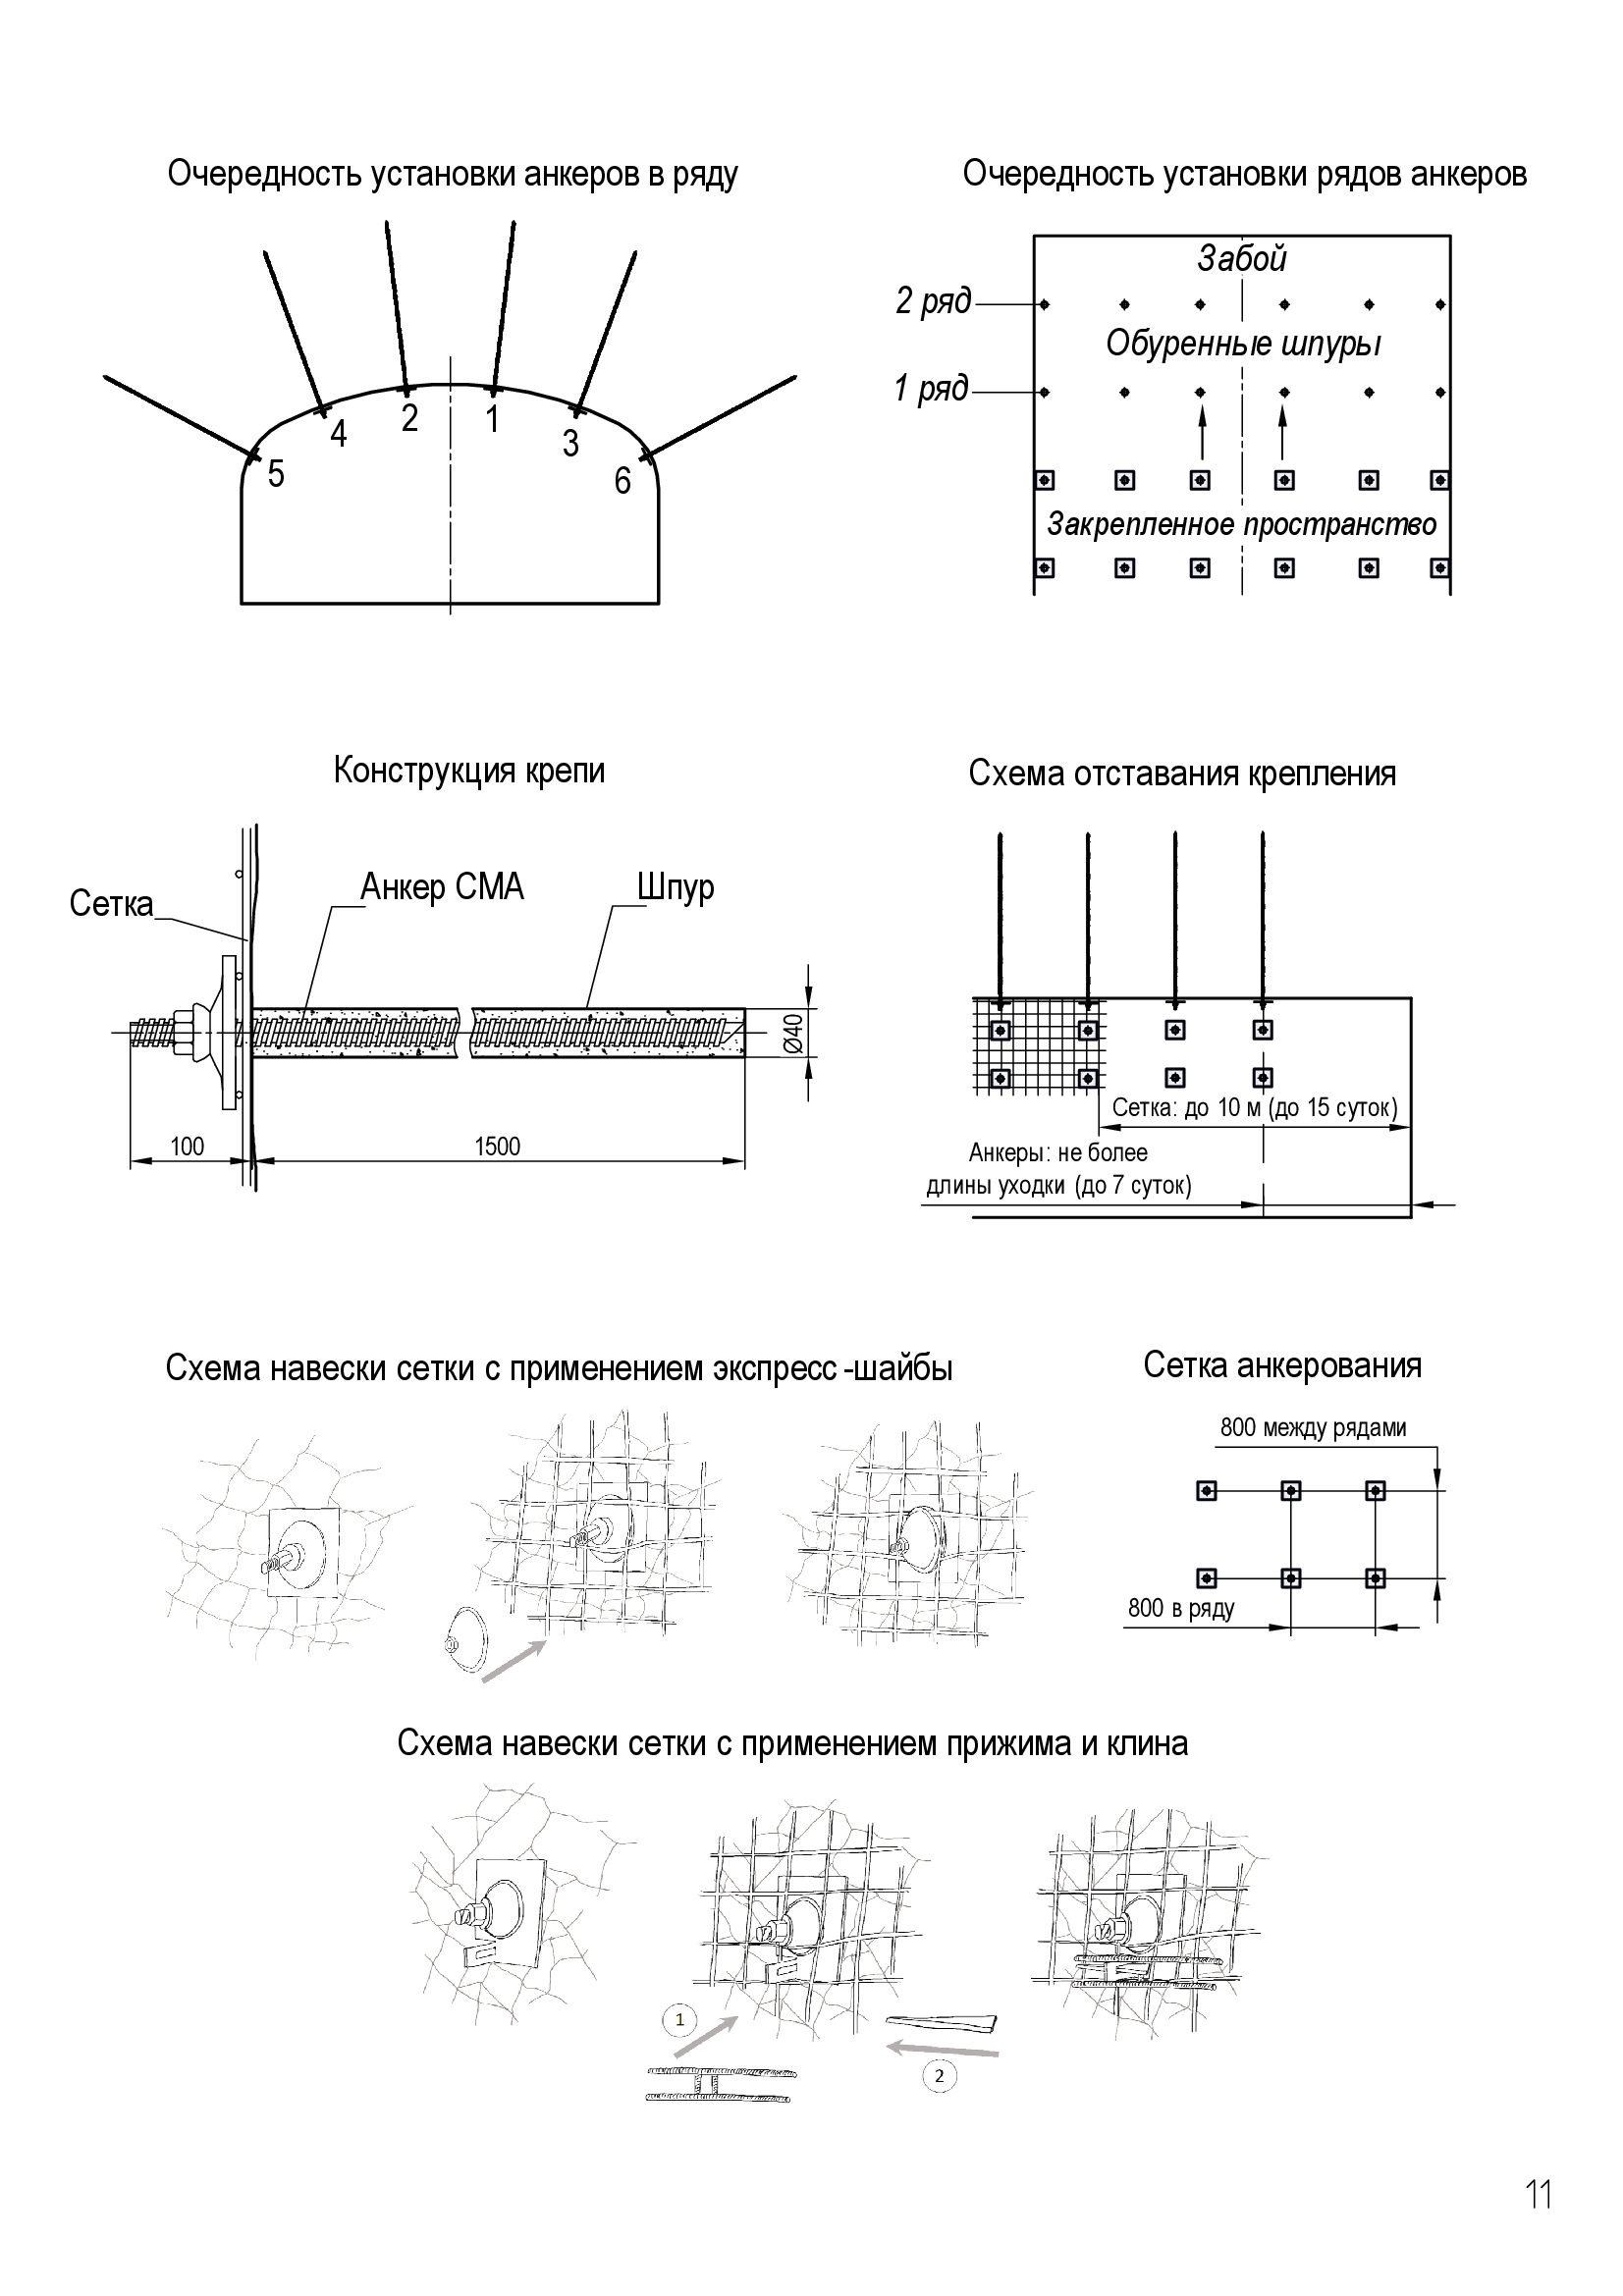 Очередность установки анкеров в ряду
4
2
1
3
5
6
Очередность установки рядов анкеров
Забой
2 ряд
Обуренные шпуры
1 ряд
Закрепленное пространство
Конструкция крепи
Сетка
Анкер СМА
Шпур
Ø40
100
1500
Схема отставания крепления
Сетка: до 10 м (до 15 суток)
Анкеры: не более
длины уходки (до 7 суток)
Схема навески сетки с применением экспресс-шайбы
Сетка анкерования
800 между рядами
800 в ряду
Схема навески сетки с применением прижима и клина
1
2
11